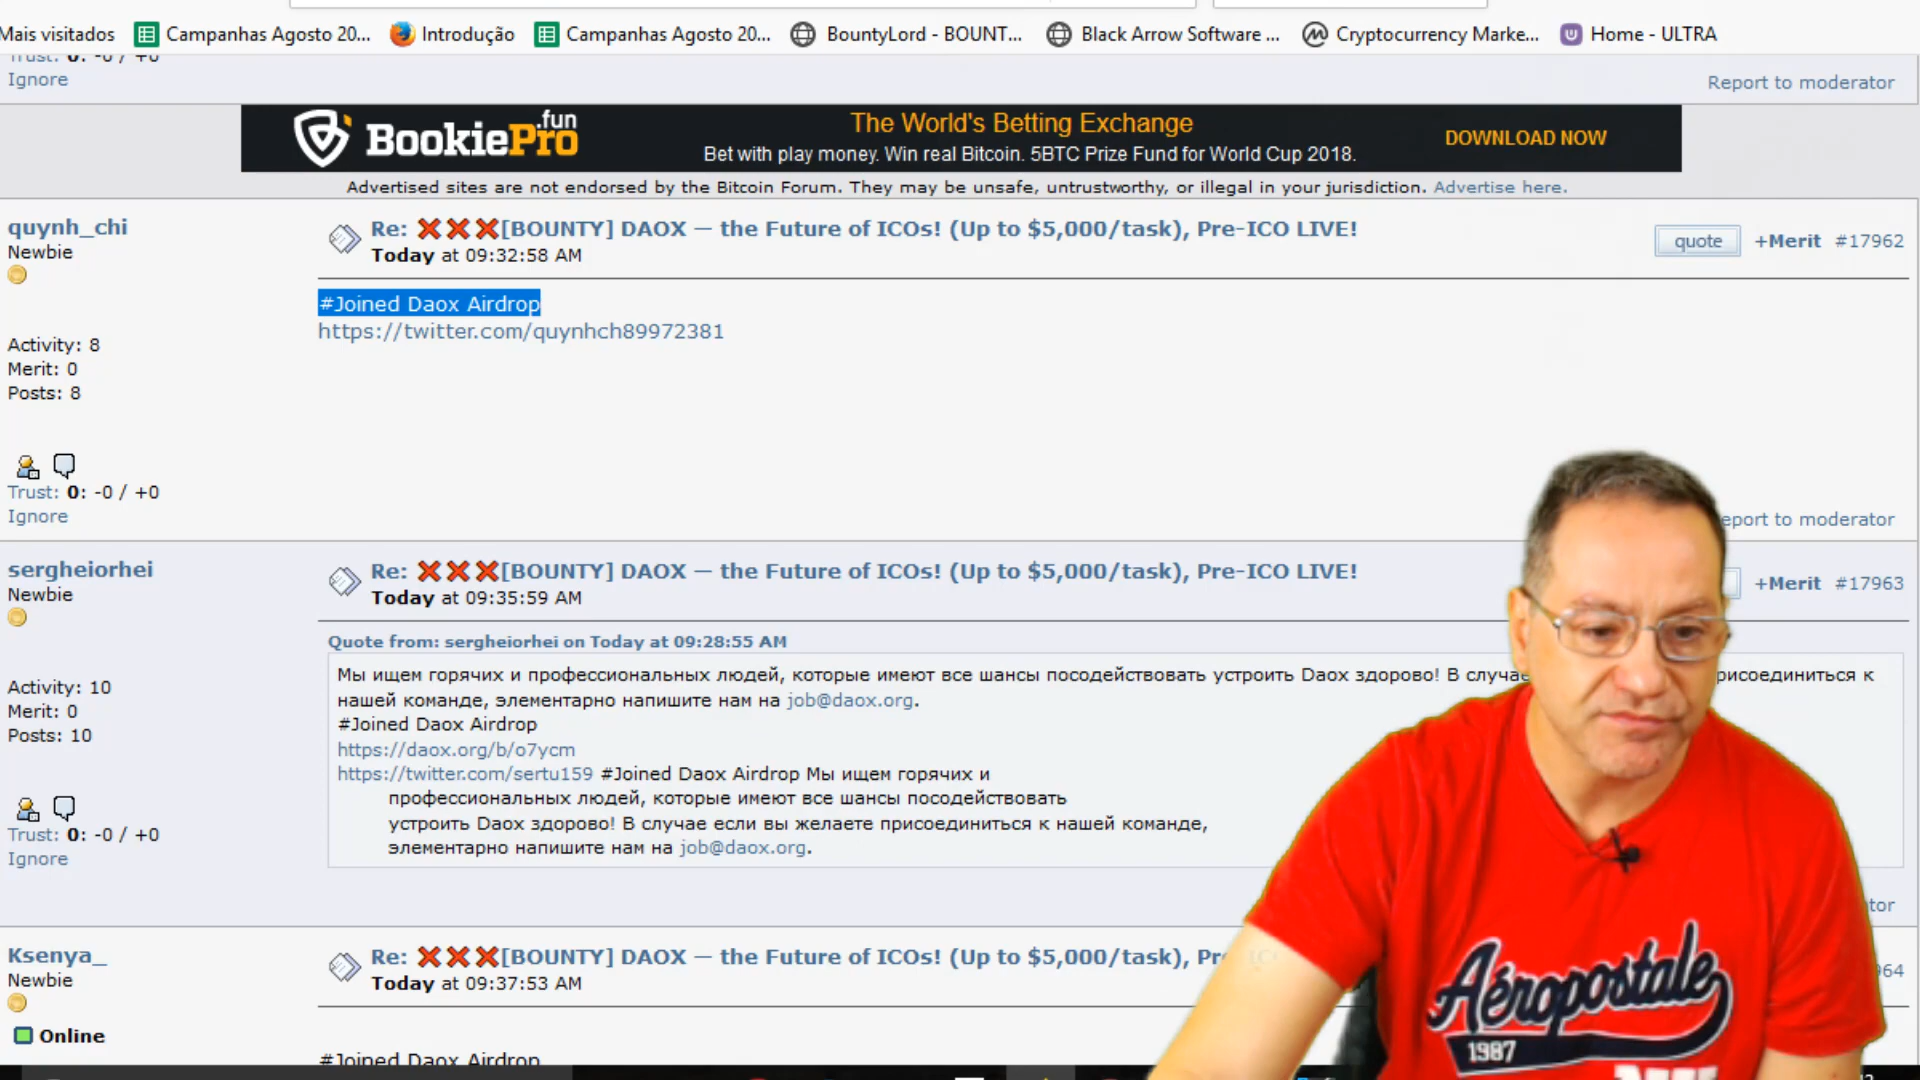 Mais visitados
Campanhas Agosto 20...
Introdução
Campanhas Agosto 20...
BountyLord - BOUNT...
Black Arrow Software ...
Cryptocurrency Marke...
Home - ULTRA
Trust: 0: -0 / +0
Ignore
Report to moderator
BookiePro.fun
The World's Betting Exchange
Bet with play money. Win real Bitcoin. 5BTC Prize Fund for World Cup 2018.
DOWNLOAD NOW
Advertised sites are not endorsed by the Bitcoin Forum. They may be unsafe, untrustworthy, or illegal in your jurisdiction. Advertise here.
quynh_chi
Newbie
Activity: 8
Merit: 0
Posts: 8
Trust: 0: -0 / +0
Ignore
Re: ❌❌❌[BOUNTY] DAOX — the Future of ICOs! (Up to $5,000/task), Pre-ICO LIVE!
Today at 09:32:58 AM
quote +Merit #17962
#Joined Daox Airdrop
https://twitter.com/quynhch89972381
eport to moderator
sergheiorhei
Newbie
Activity: 10
Merit: 0
Posts: 10
Trust: 0: -0 / +0
Ignore
Re: ❌❌❌[BOUNTY] DAOX — the Future of ICOs! (Up to $5,000/task), Pre-ICO LIVE!
Today at 09:35:59 AM
+Merit #17963
Quote from: sergheiorhei on Today at 09:28:55 AM
Мы ищем горячих и профессиональных людей, которые имеют все шансы посодействовать устроить Daox здорово! В случае рисоединиться к
нашей команде, элементарно напишите нам на job@daox.org.
#Joined Daox Airdrop
https://daox.org/b/o7ycm
https://twitter.com/sertu159 #Joined Daox Airdrop Мы ищем горячих и
профессиональных людей, которые имеют все шансы посодействовать
устроить Daox здорово! В случае если вы желаете присоединиться к нашей команде,
элементарно напишите нам на job@daox.org.
tor
Ksenya_
Newbie
Online
Re: ❌❌❌[BOUNTY] DAOX — the Future of ICOs! (Up to $5,000/task), Pr
Today at 09:37:53 AM
64
#Joined Daox Airdrop
Aéropostale
1987